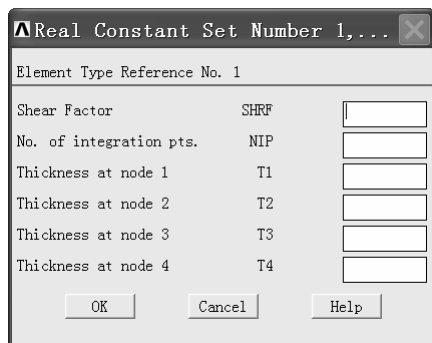 Real Constant Set Number 1,...
Element Type Reference No. 1
Shear Factor SHRF
No. of integration pts. NIP
Thickness at node 1 T1
Thickness at node 2 T2
Thickness at node 3 T3
Thickness at node 4 T4
OK Cancel Help